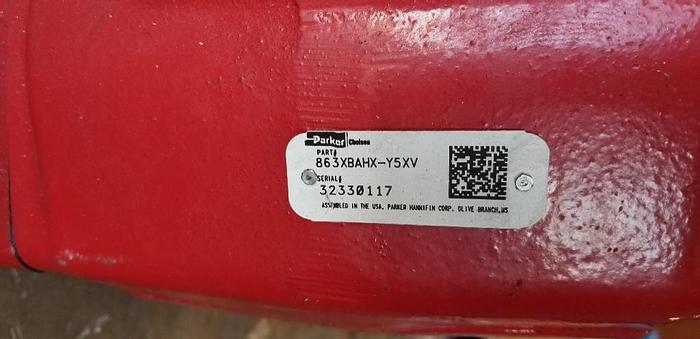 Parker Chelsea
PART#
863XBAHX-Y5XV
SERIAL#
32330117
ASSEMBLED IN THE USA. PARKER HANNIFIN CORP. OLIVE BRANCH,MS